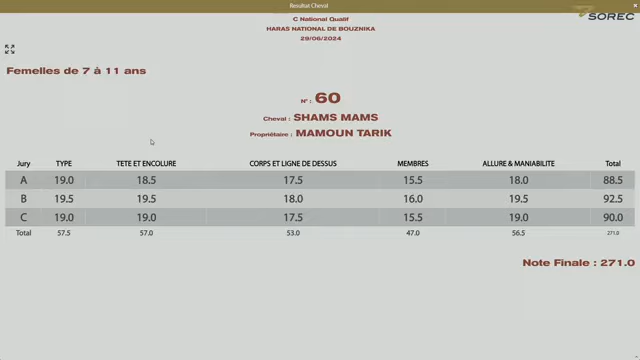 Resultat Cheval
SOREC
C National Qualif
HARAS NATIONAL DE BOUZNIKA
29/06/2024
Femelles de 7 à 11 ans
N° : 60
Cheval : SHAMS MAMS
Propriétaire : MAMOUN TARIK
Jury TYPE TETE ET ENCOLURE CORPS ET LIGNE DE DESSUS MEMBRES ALLURE & MANIABILITE Total
A 19.0 18.5 17.5 15.5 18.0 88.5
B 19.5 19.5 18.0 16.0 19.5 92.5
C 19.0 19.0 17.5 15.5 19.0 90.0
Total 57.5 57.0 53.0 47.0 56.5 271.0
Note Finale : 271.0